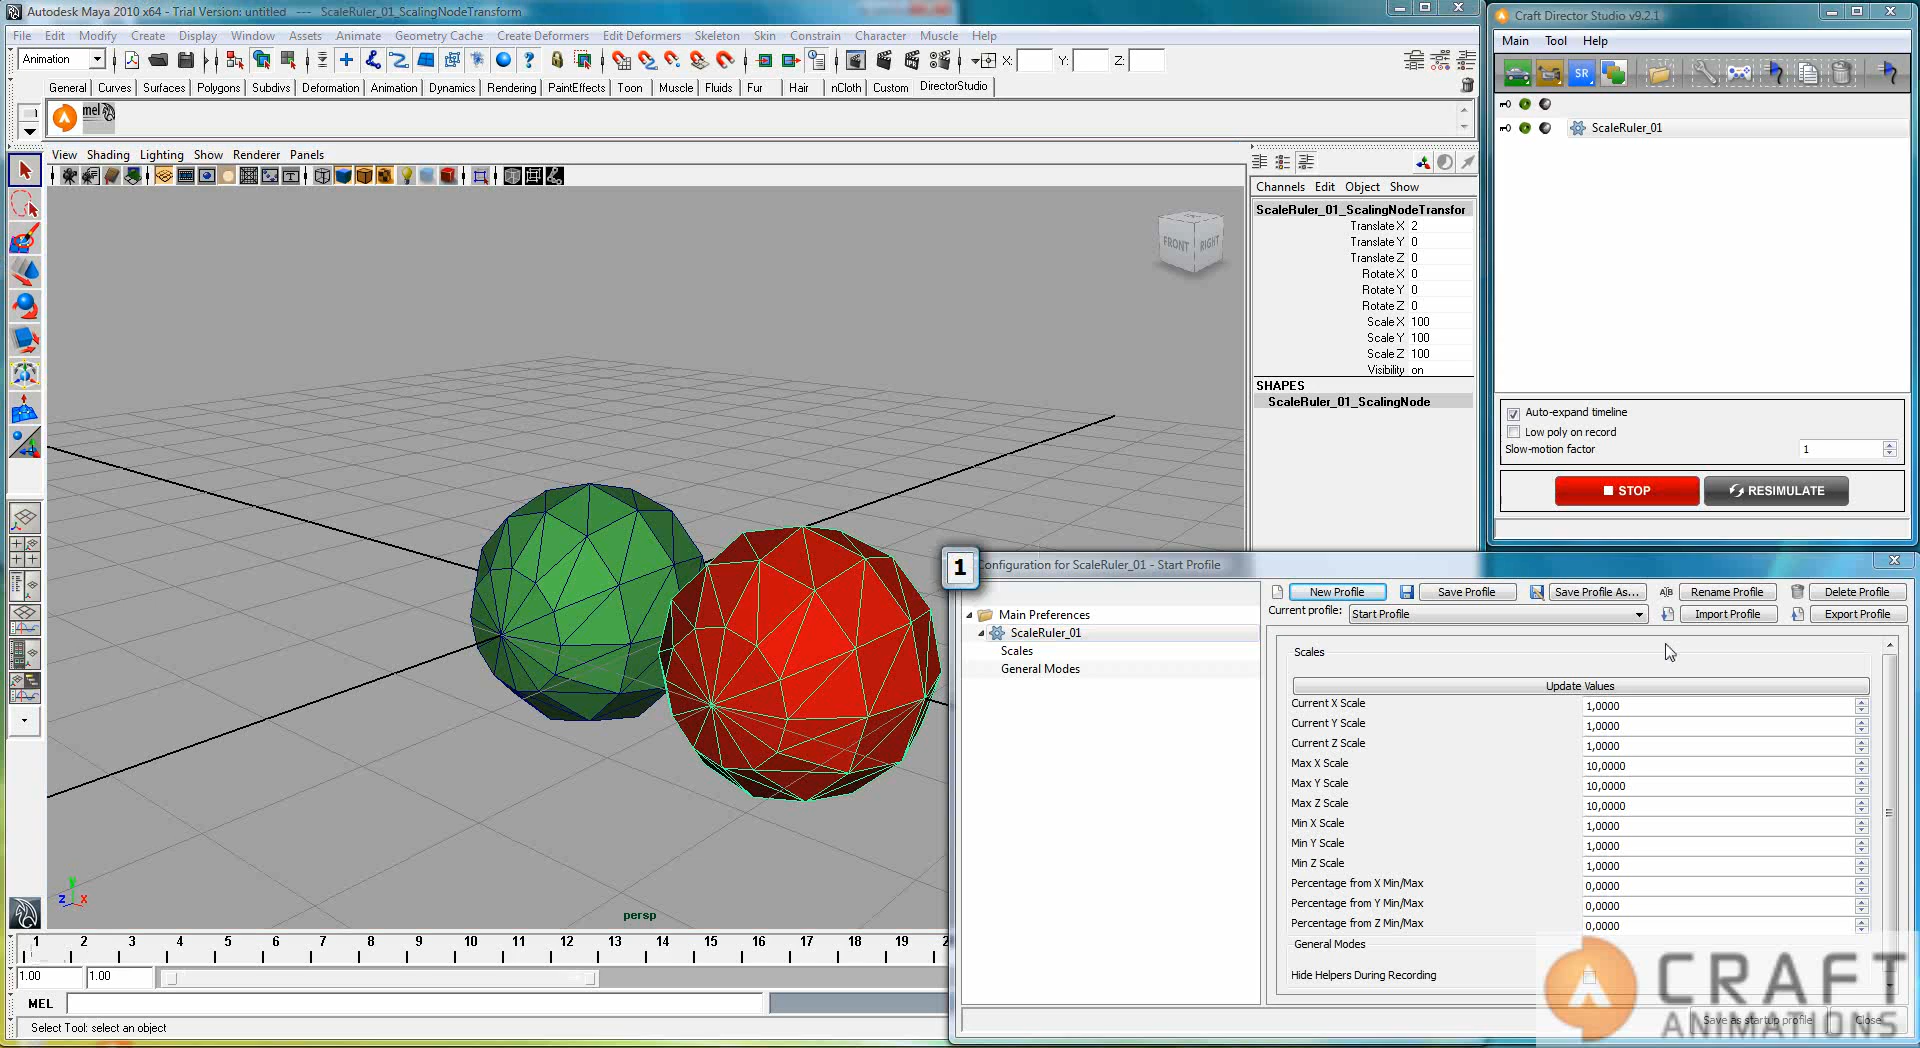 Autodesk Maya 2010 x64 - Trial Version: untitled --- ScaleRuler_01_ScalingNodeTransform
File Edit Modify Create Display Window Assets Animate Geometry Cache Create Deformers Edit Deformers Skeleton Skin Constrain Character Muscle Help
Animation X: Y: Z:
General Curves Surfaces Polygons Subdivs Deformation Animation Dynamics Rendering PaintEffects Toon Muscle Fluids Fur Hair nCloth Custom DirectorStudio
mel
View Shading Lighting Show Renderer Panels
FRONT RIGHT
persp
z x
Channels Edit Object Show
ScaleRuler_01_ScalingNodeTransfor
Translate X 2
Translate Y 0
Translate Z 0
Rotate X 0
Rotate Y 0
Rotate Z 0
Scale X 100
Scale Y 100
Scale Z 100
Visibility on
SHAPES
ScaleRuler_01_ScalingNode
1 2 3 4 5 6 7 8 9 10 11 12 13 14 15 16 17 18 19 2
1.00 1.00
MEL
Select Tool: select an object
Craft Director Studio v9.2.1
Main Tool Help
SR
ScaleRuler_01
Auto-expand timeline
Low poly on record
Slow-motion factor 1
STOP RESIMULATE
1
Configuration for ScaleRuler_01 - Start Profile
Main Preferences
ScaleRuler_01
Scales
General Modes
New Profile Save Profile Save Profile As... Rename Profile Delete Profile
Current profile: Start Profile Import Profile Export Profile
Scales
Update Values
Current X Scale 1,0000
Current Y Scale 1,0000
Current Z Scale 1,0000
Max X Scale 10,0000
Max Y Scale 10,0000
Max Z Scale 10,0000
Min X Scale 1,0000
Min Y Scale 1,0000
Min Z Scale 1,0000
Percentage from X Min/Max 0,0000
Percentage from Y Min/Max 0,0000
Percentage from Z Min/Max 0,0000
General Modes
Hide Helpers During Recording
Save as startup profile Close
CRAFT
ANIMATIONS